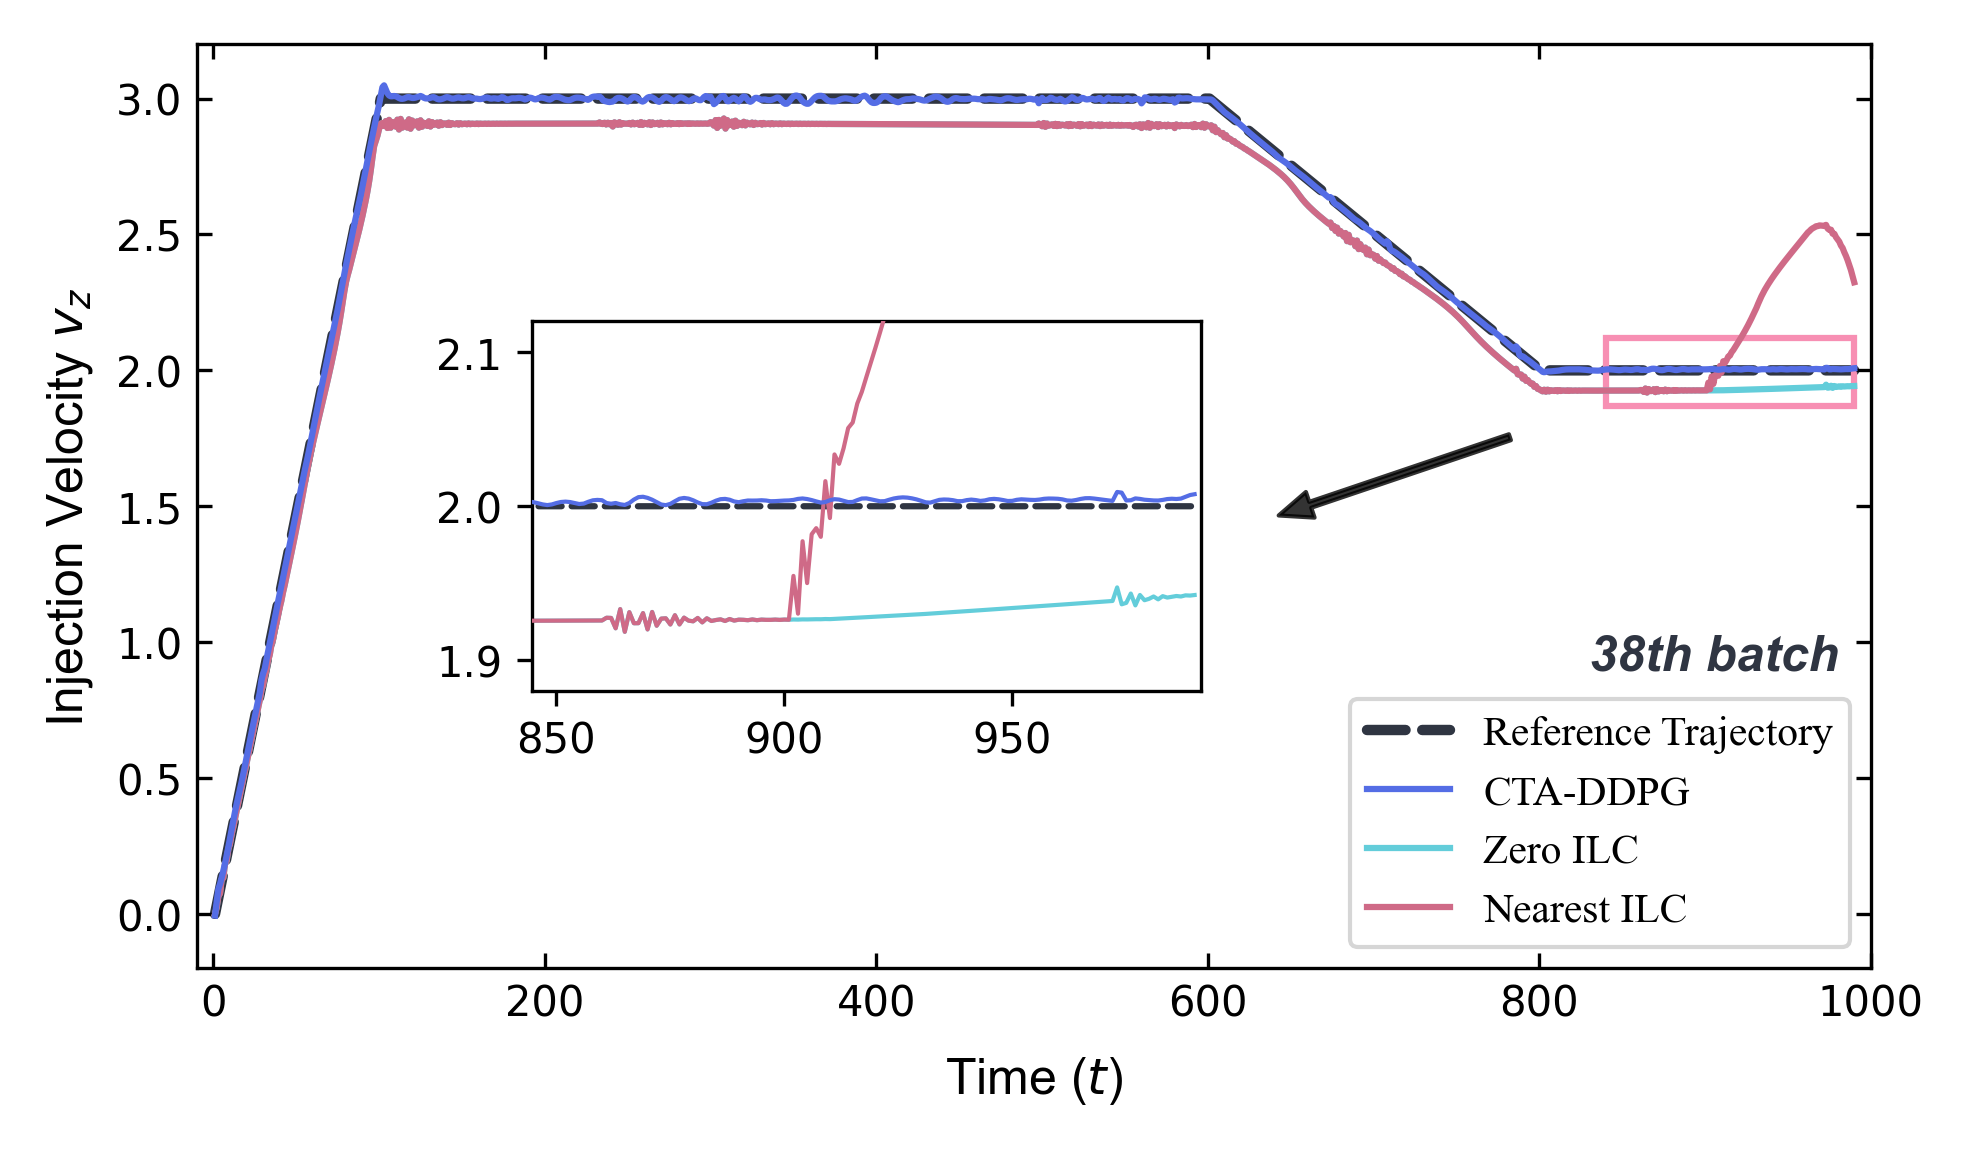 3.0
2.5
2.0
1.5
1.0
0.5
0.0
Injection Velocity v_z
2.1
2.0
1.9
850 900 950
38th batch
Reference Trajectory
CTA-DDPG
Zero ILC
Nearest ILC
0 200 400 600 800 1000
Time (t)